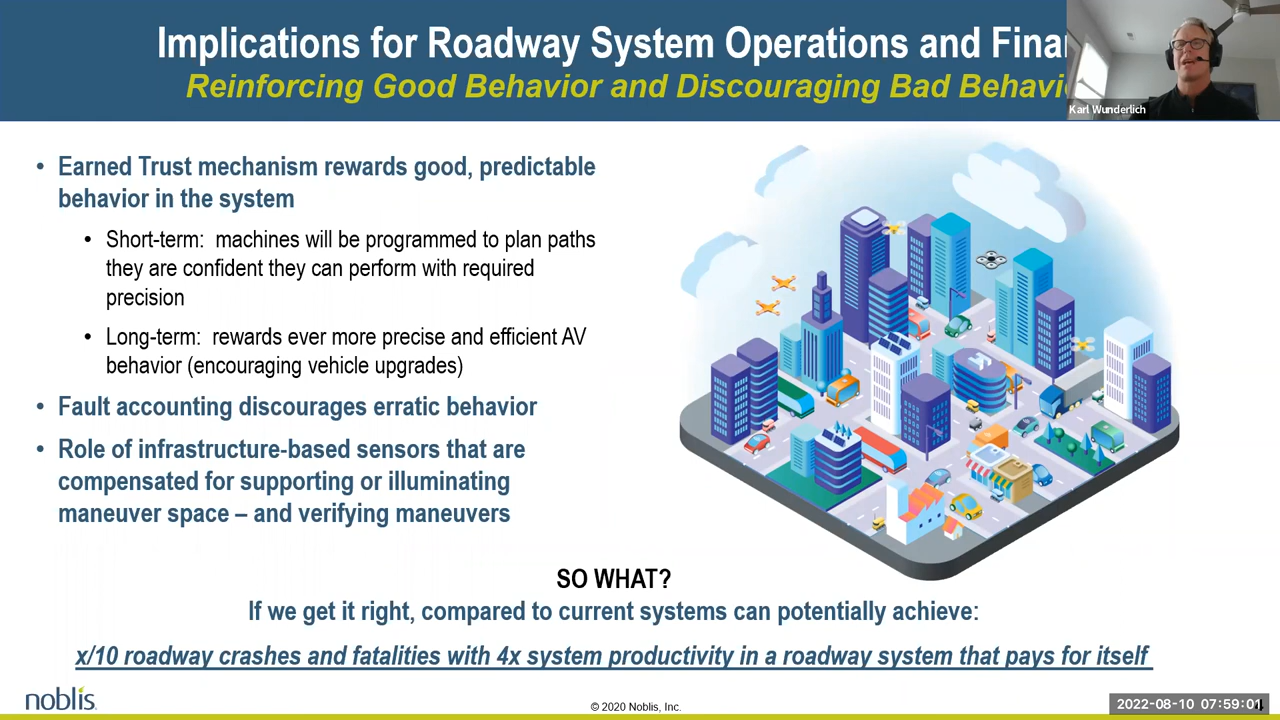 Implications for Roadway System Operations and
Reinforcing Good Behavior and Discouraging Bad
Karl Wunderlich
• Earned Trust mechanism rewards good, predictable
behavior in the system
• Short-term: machines will be programmed to plan paths
they are confident they can perform with required
precision
• Long-term: rewards ever more precise and efficient AV
behavior (encouraging vehicle upgrades)
• Fault accounting discourages erratic behavior
• Role of infrastructure-based sensors that are
compensated for supporting or illuminating
maneuver space – and verifying maneuvers
SO WHAT?
If we get it right, compared to current systems can potentially achieve:
x/10 roadway crashes and fatalities with 4x system productivity in a roadway system that pays for itself
noblis
© 2020 Noblis, Inc.
2022-08-10 07:59:01